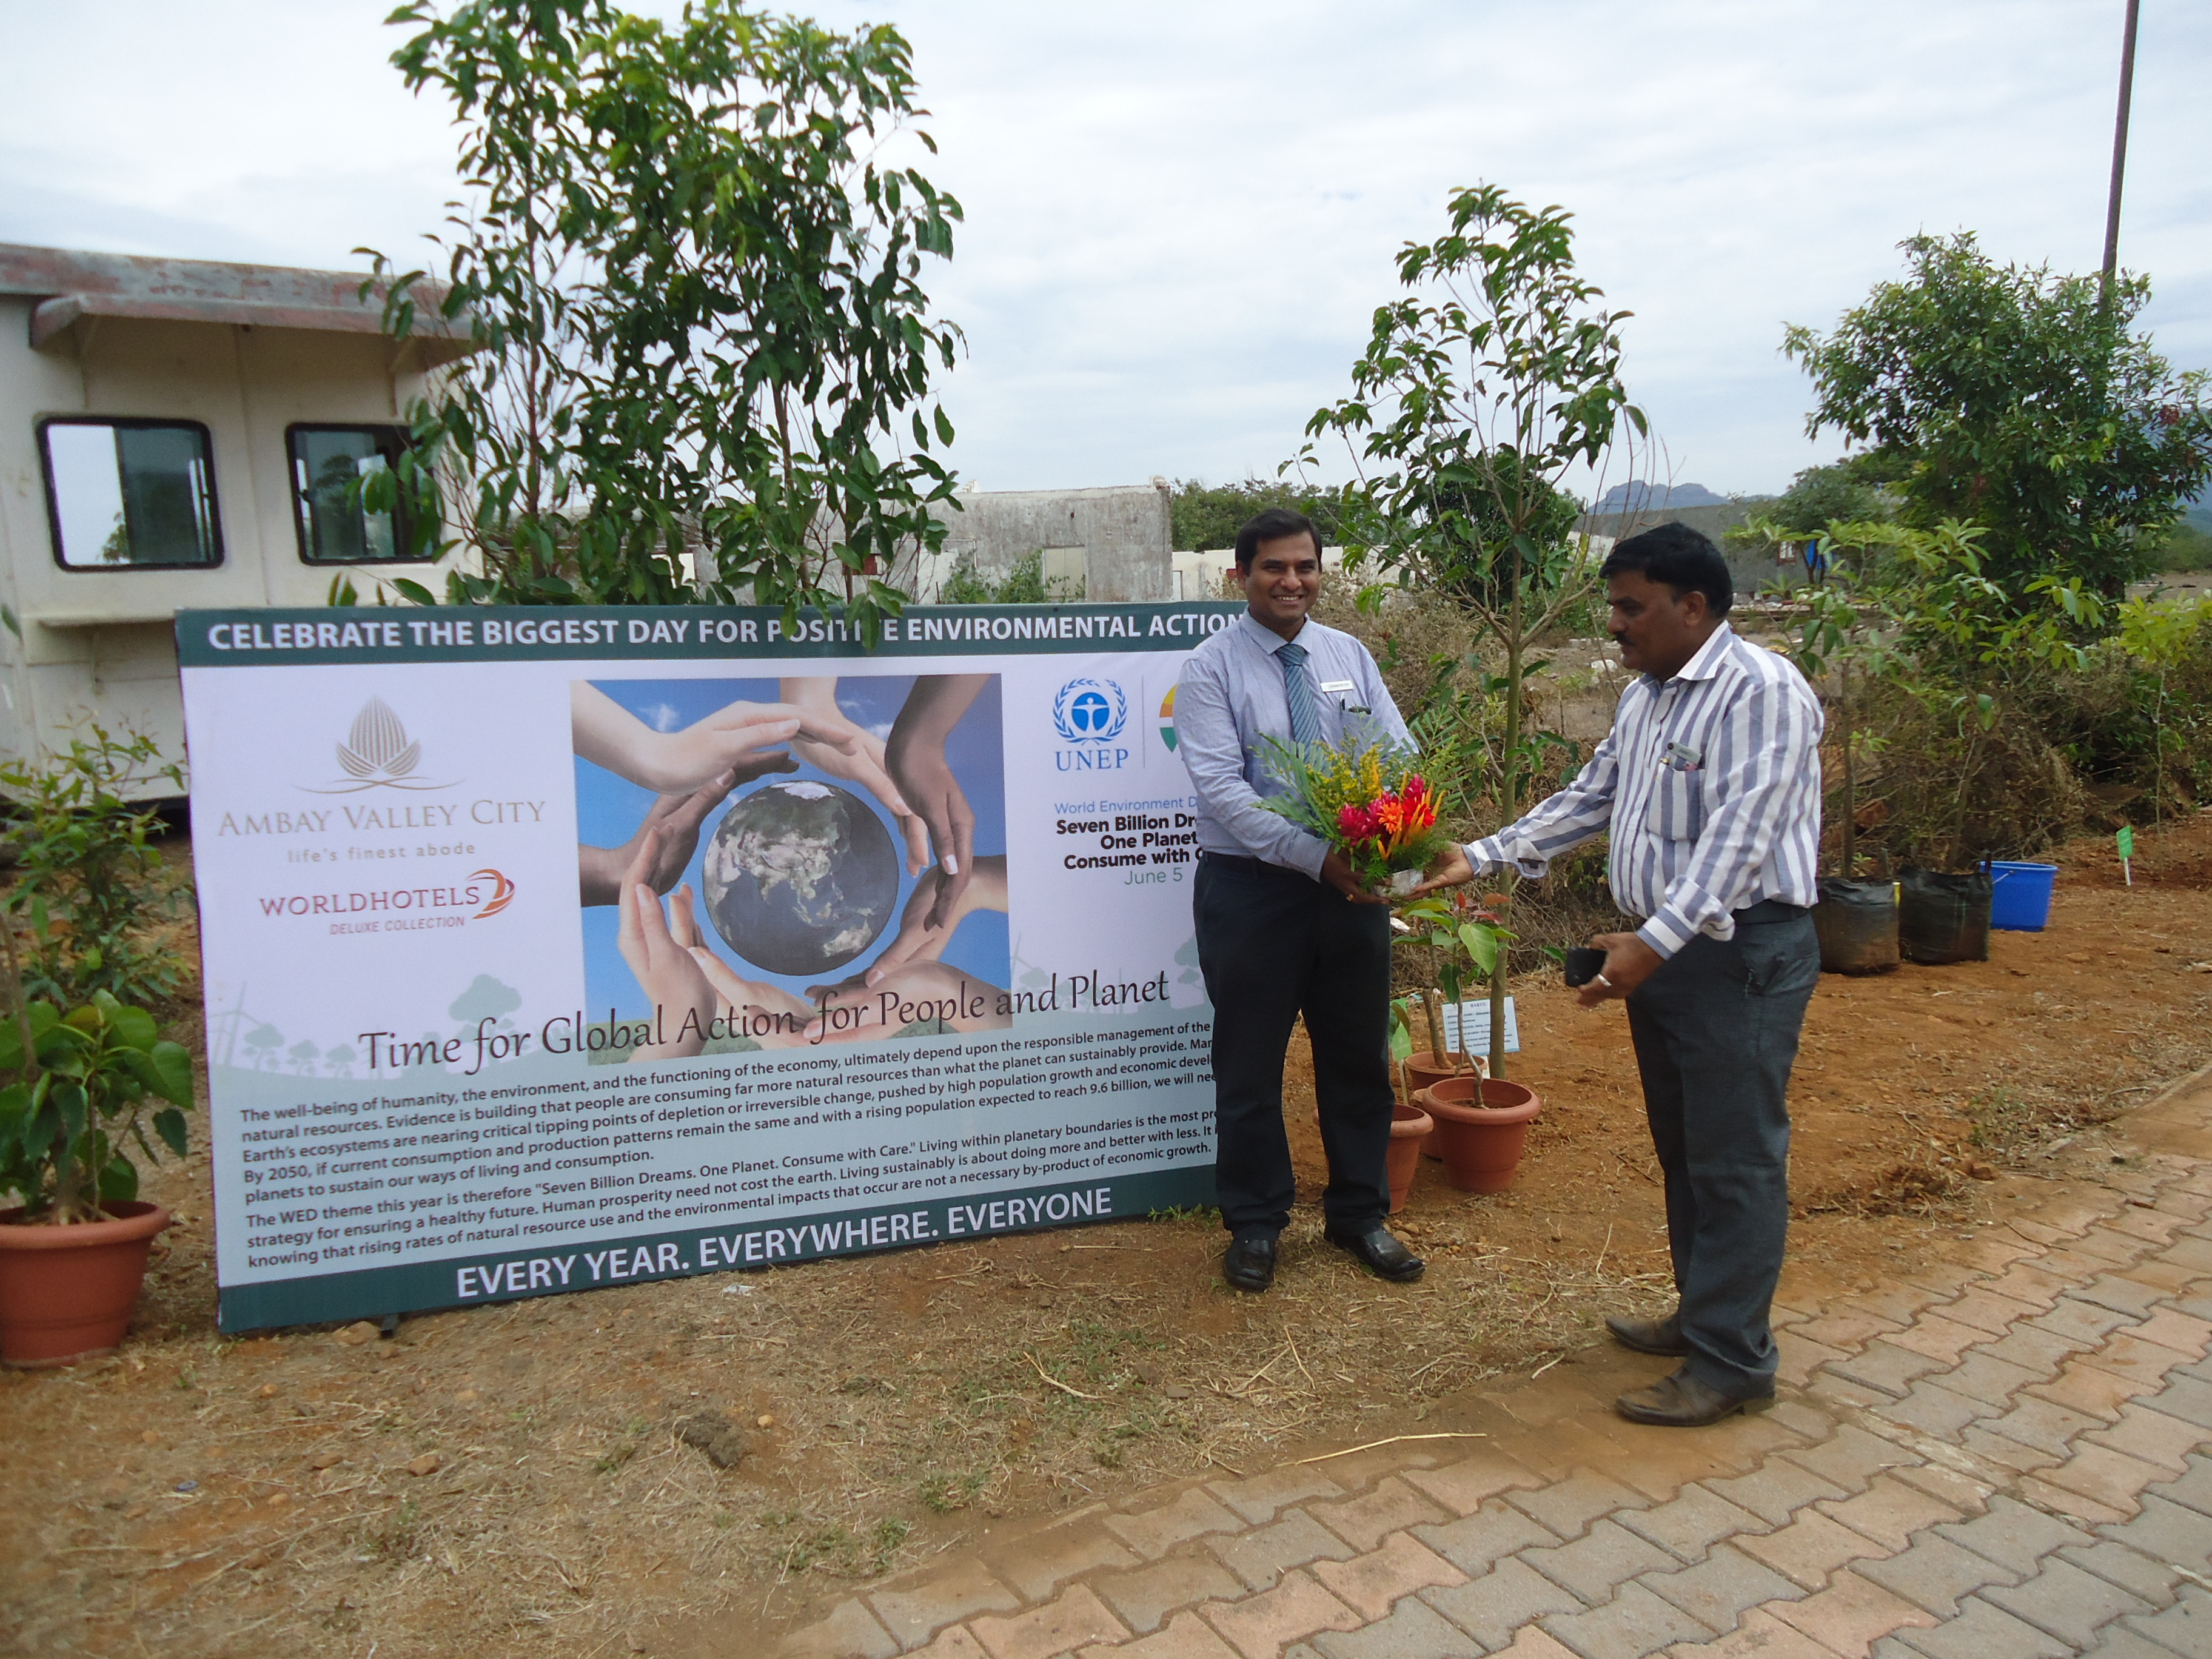 CELEBRATE THE BIGGEST DAY FOR POSITIVE ENVIRONMENTAL ACTION
AMBAY VALLEY CITY
life's finest abode
WORLDHOTELS
DELUXE COLLECTION
UNEP
World Environment D
Seven Billion Dr
One Planet
Consume with C
June 5
Time for Global Action for People and Planet
The well-being of humanity, the environment, and the functioning of the economy, ultimately depend upon the responsible management of the
natural resources. Evidence is building that people are consuming far more natural resources than what the planet can sustainably provide. Mar
Earth's ecosystems are nearing critical tipping points of depletion or irreversible change, pushed by high population growth and economic devel
By 2050, if current consumption and production patterns remain the same and with a rising population expected to reach 9.6 billion, we will nee
planets to sustain our ways of living and consumption.
The WED theme this year is therefore "Seven Billion Dreams. One Planet. Consume with Care." Living within planetary boundaries is the most pr
strategy for ensuring a healthy future. Human prosperity need not cost the earth. Living sustainably is about doing more and better with less. It i
knowing that rising rates of natural resource use and the environmental impacts that occur are not a necessary by-product of economic growth.
EVERY YEAR. EVERYWHERE. EVERYONE